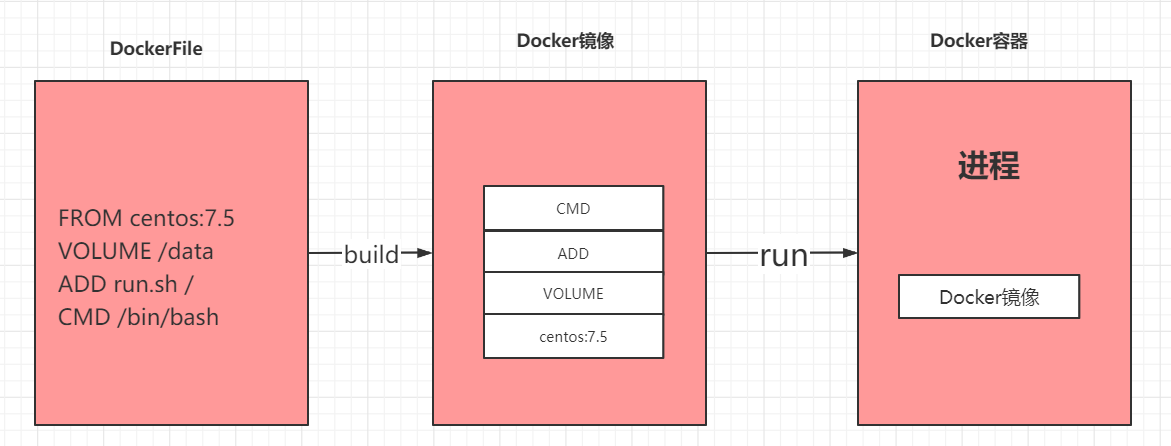 DockerFile
FROM centos:7.5
VOLUME /data
ADD run.sh /
CMD /bin/bash
build
Docker镜像
CMD
ADD
VOLUME
centos:7.5
run
Docker容器
进程
Docker镜像